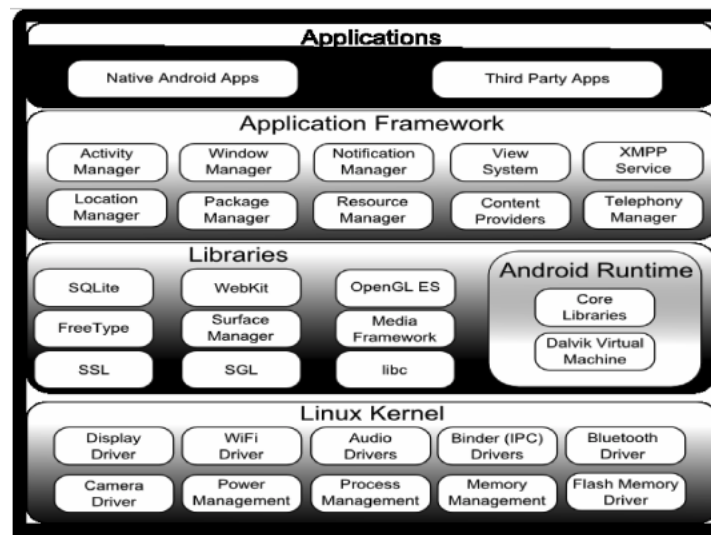 Applications
Native Android Apps
Third Party Apps
Application Framework
Activity
Manager
Window
Manager
Notification
Manager
View
System
XMPP
Service
Location
Manager
Package
Manager
Resource
Manager
Content
Providers
Telephony
Manager
Libraries
SQLite
WebKit
OpenGL ES
FreeType
Surface
Manager
Media
Framework
SSL
SGL
libc
Android Runtime
Core
Libraries
Dalvik Virtual
Machine
Linux Kernel
Display
Driver
WiFi
Driver
Audio
Drivers
Binder (IPC)
Drivers
Bluetooth
Driver
Camera
Driver
Power
Management
Process
Management
Memory
Management
Flash Memory
Driver